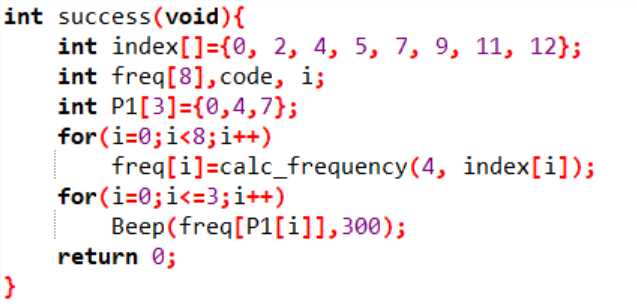 int success(void){
    int index[]={0, 2, 4, 5, 7, 9, 11, 12};
    int freq[8],code, i;
    int P1[3]={0,4,7};
    for(i=0;i<8;i++)
        freq[i]=calc_frequency(4, index[i]);
    for(i=0;i<=3;i++)
        Beep(freq[P1[i]],300);
    return 0;
}